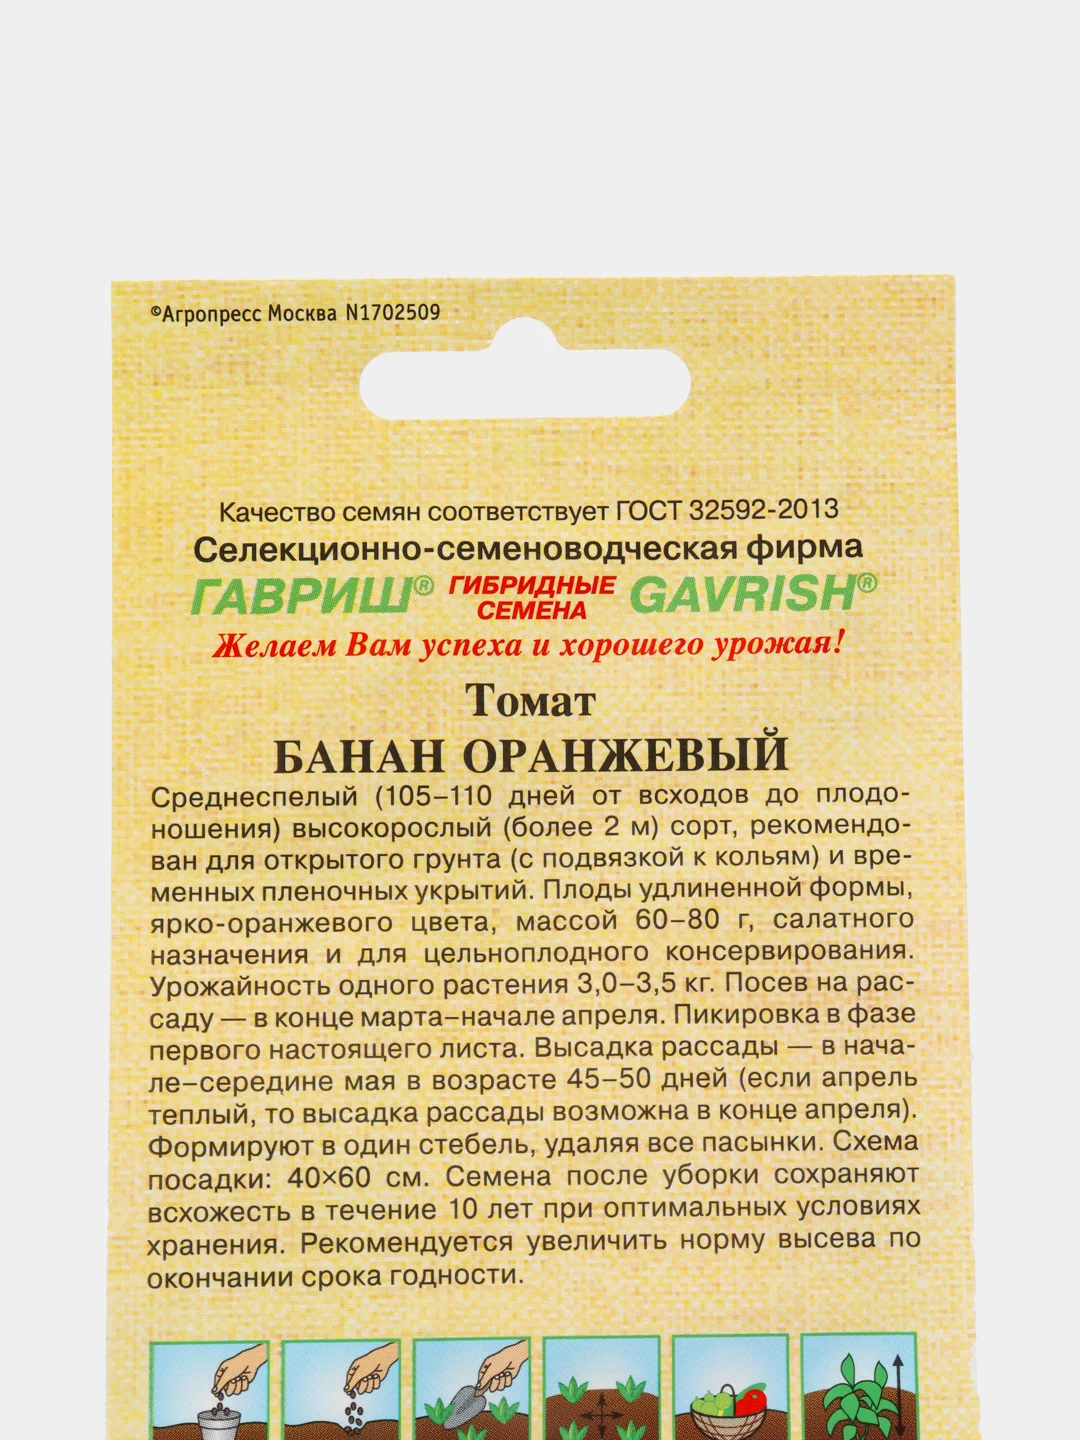 ©Агропресс Москва N1702509
Качество семян соответствует ГОСТ 32592-2013
Селекционно-семеноводческая фирма
ГАВРИШ® ГИБРИДНЫЕ СЕМЕНА GAVRISH®
Желаем Вам успеха и хорошего урожая!
Томат
БАНАН ОРАНЖЕВЫЙ
Среднеспелый (105–110 дней от всходов до плодо-
ношения) высокорослый (более 2 м) сорт, рекомендо-
ван для открытого грунта (с подвязкой к кольям) и вре-
менных пленочных укрытий. Плоды удлиненной формы,
ярко-оранжевого цвета, массой 60–80 г, салатного
назначения и для цельноплодного консервирования.
Урожайность одного растения 3,0–3,5 кг. Посев на рас-
саду — в конце марта–начале апреля. Пикировка в фазе
первого настоящего листа. Высадка рассады — в нача-
ле–середине мая в возрасте 45–50 дней (если апрель
теплый, то высадка рассады возможна в конце апреля).
Формируют в один стебель, удаляя все пасынки. Схема
посадки: 40×60 см. Семена после уборки сохраняют
всхожесть в течение 10 лет при оптимальных условиях
хранения. Рекомендуется увеличить норму высева по
окончании срока годности.